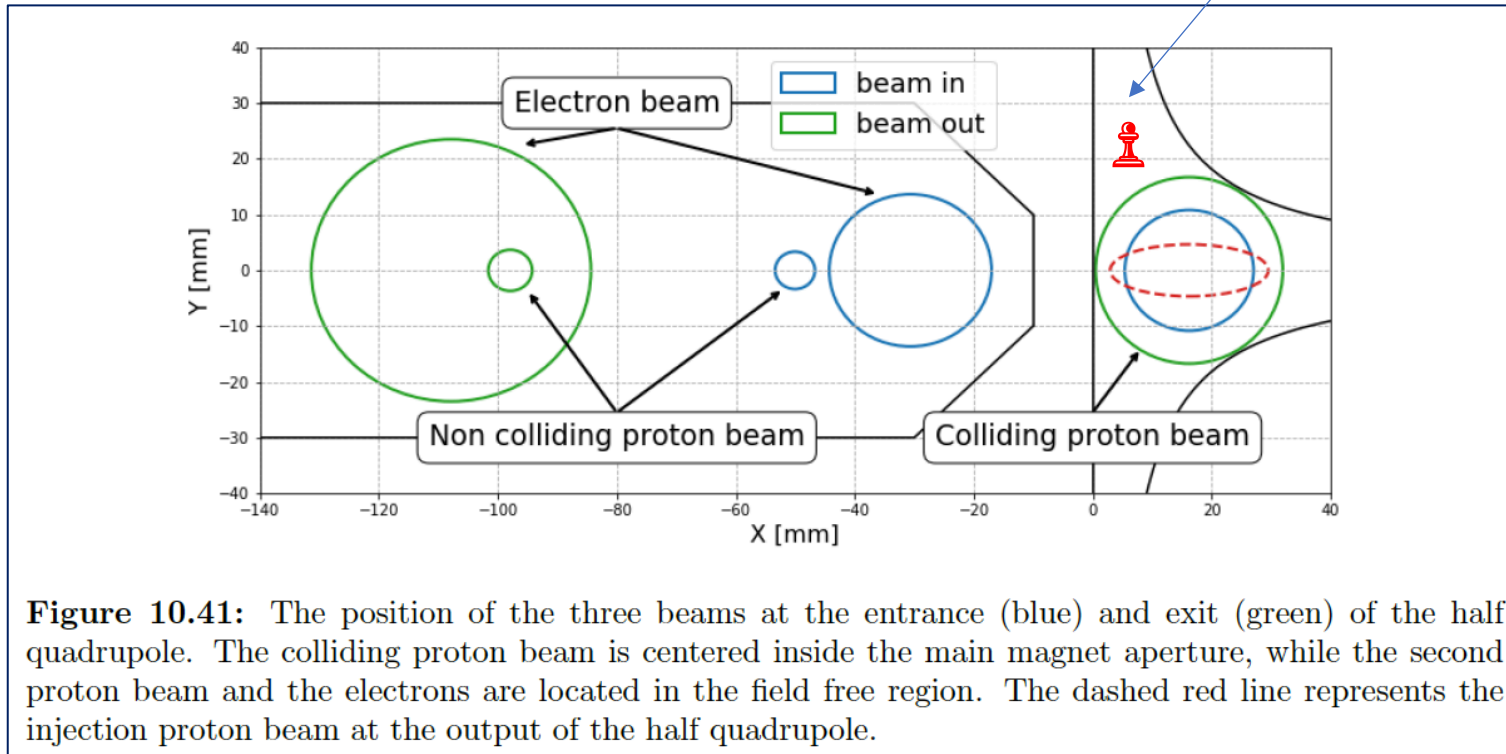 40
30
20
10
0
−10
−20
−30
−40
Y [mm]
Electron beam
beam in
beam out
Non colliding proton beam
Colliding proton beam
−140 −120 −100 −80 −60 −40 −20 0 20 40
X [mm]
Figure 10.41: The position of the three beams at the entrance (blue) and exit (green) of the half
quadrupole. The colliding proton beam is centered inside the main magnet aperture, while the second
proton beam and the electrons are located in the field free region. The dashed red line represents the
injection proton beam at the output of the half quadrupole.